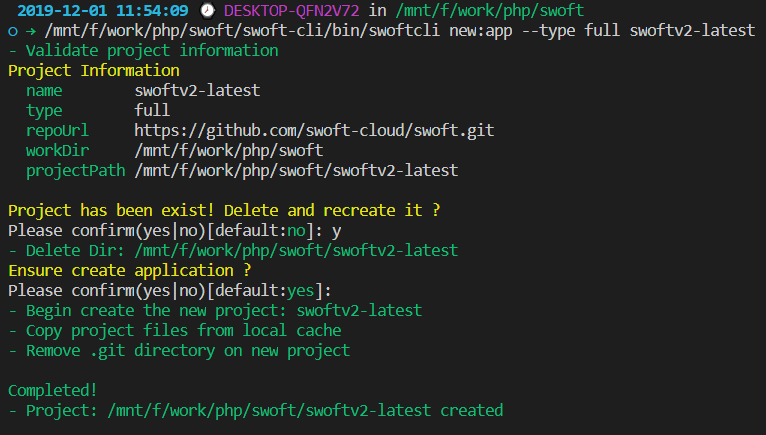 2019-12-01 11:54:09 🕗 DESKTOP-QFN2V72 in /mnt/f/work/php/swoft
○ → /mnt/f/work/php/swoft/swoft-cli/bin/swoftcli new:app --type full swoftv2-latest
- Validate project information
Project Information
name swoftv2-latest
type full
repoUrl https://github.com/swoft-cloud/swoft.git
workDir /mnt/f/work/php/swoft
projectPath /mnt/f/work/php/swoft/swoftv2-latest
Project has been exist! Delete and recreate it ?
Please confirm(yes|no)[default:no]: y
- Delete Dir: /mnt/f/work/php/swoft/swoftv2-latest
Ensure create application ?
Please confirm(yes|no)[default:yes]:
- Begin create the new project: swoftv2-latest
- Copy project files from local cache
- Remove .git directory on new project
Completed!
- Project: /mnt/f/work/php/swoft/swoftv2-latest created